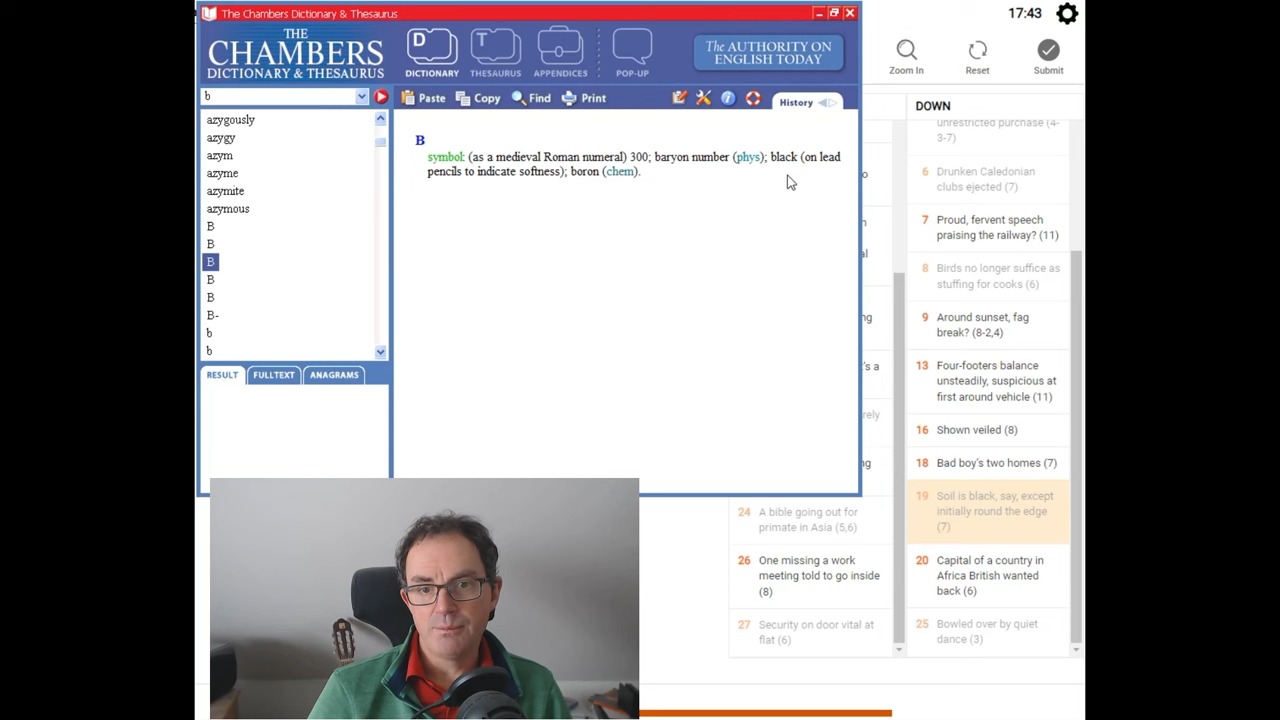 The Chambers Dictionary & Thesaurus
17:43
THE
CHAMBERS
DICTIONARY & THESAURUS
D
DICTIONARY
T
THESAURUS
APPENDICES
POP-UP
The AUTHORITY ON
ENGLISH TODAY
Zoom In
Reset
Submit
b
Paste
Copy
Find
Print
History
azygously
azygy
azym
azyme
azymite
azymous
B
B
B
B
B
B-
b
b
B
symbol: (as a medieval Roman numeral) 300; baryon number (phys); black (on lead
pencils to indicate softness); boron (chem).
RESULT
FULLTEXT
ANAGRAMS
24 A bible going out for
primate in Asia (5,6)
26 One missing a work
meeting told to go inside
(8)
27 Security on door vital at
flat (6)
DOWN
unrestricted purchase (4-
3-7)
6 Drunken Caledonian
clubs ejected (7)
7 Proud, fervent speech
praising the railway? (11)
8 Birds no longer suffice as
stuffing for cooks (6)
9 Around sunset, fag
break? (8-2,4)
13 Four-footers balance
unsteadily, suspicious at
first around vehicle (11)
16 Shown veiled (8)
18 Bad boy's two homes (7)
19 Soil is black, say, except
initially round the edge
(7)
20 Capital of a country in
Africa British wanted
back (6)
25 Bowled over by quiet
dance (3)